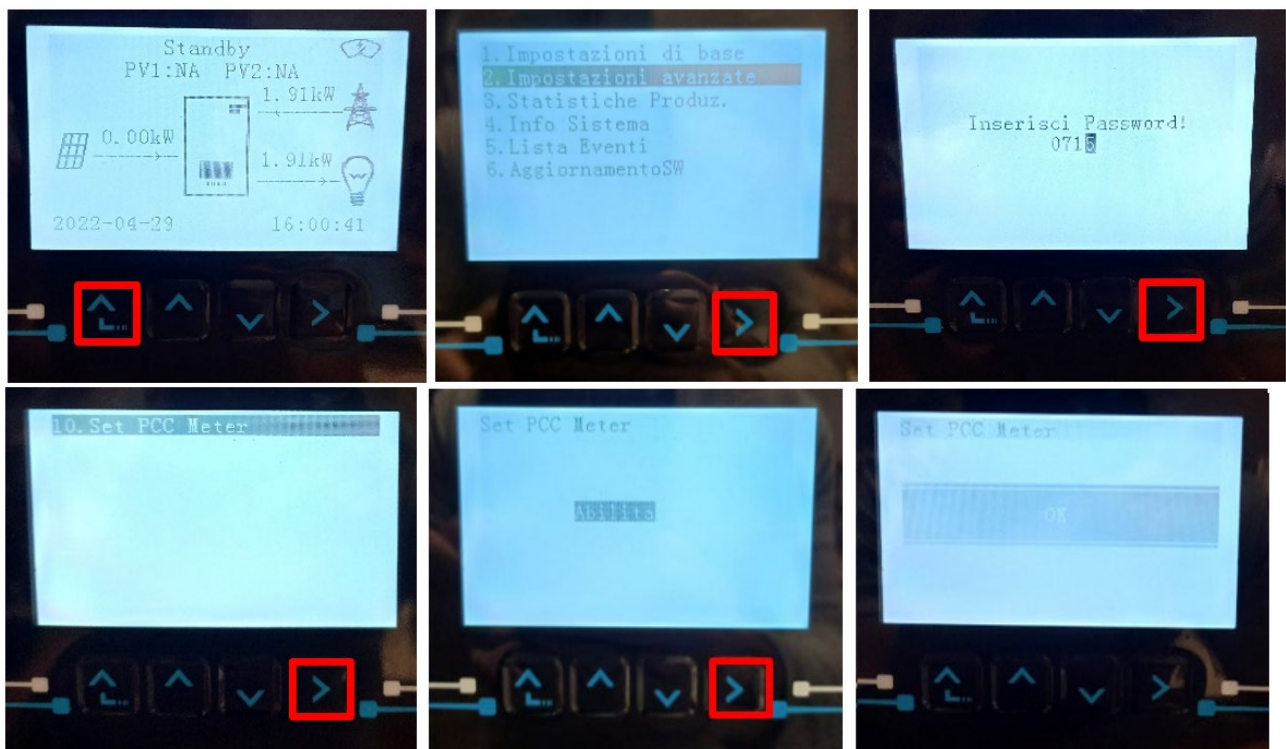 Standby
PV1:NA PV2:NA
1.91kW
0.00kW
1.91kW
2022-04-29 16:00:41
1.Impostazioni di base
2.Impostazioni avanzate
3.Statistiche Produz.
4.Info Sistema
5.Lista Eventi
6.AggiornamentoSW
Inserisci Password!
0715
10.Set PCC Meter
Set PCC Meter
Abilita
Set PCC Meter
OK